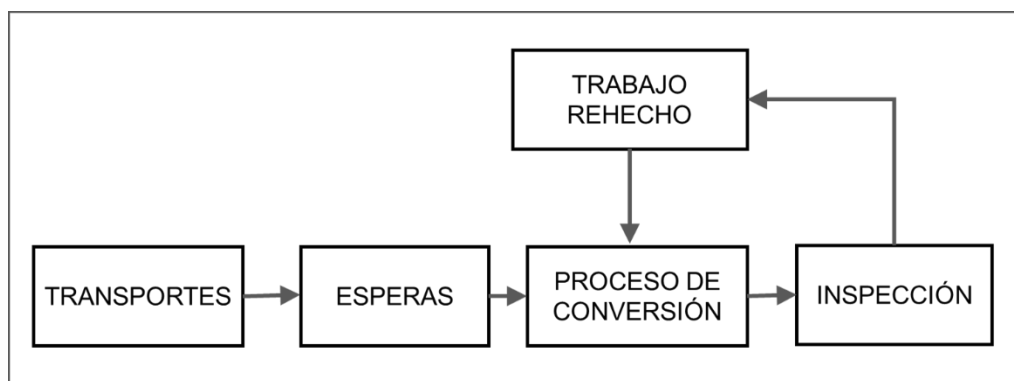 TRABAJO
REHECHO
TRANSPORTES
ESPERAS
PROCESO DE
CONVERSIÓN
INSPECCIÓN